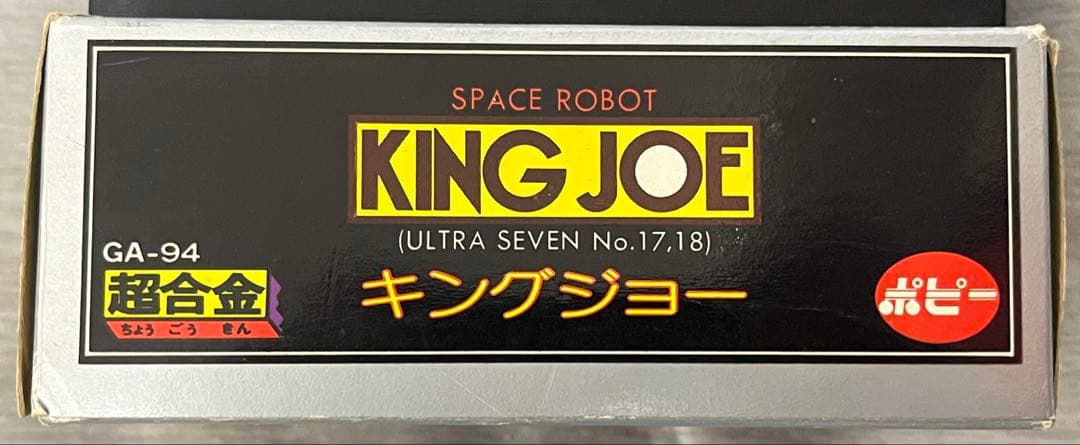 SPACE ROBOT
KING JOE
(ULTRA SEVEN No.17,18)
キングジョー
GA-94
超合金
ちょう ごう きん
ポピー